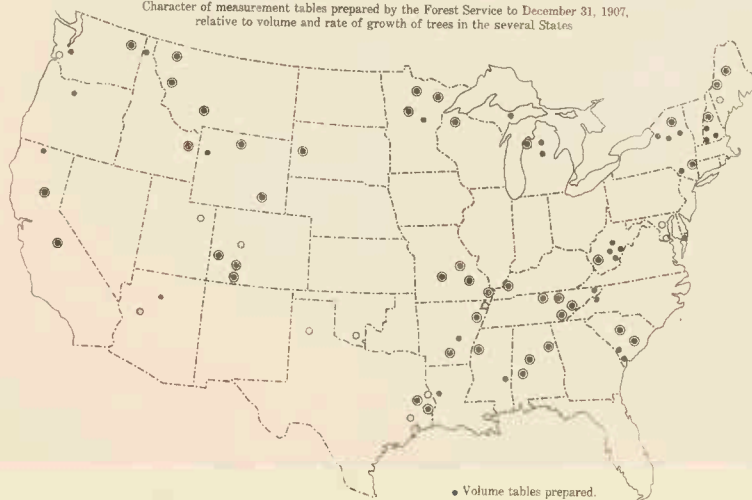 Character of measurement tables prepared by the Forest Service to December 31, 1907,
relative to volume and rate of growth of trees in the several States
Volume tables prepared.